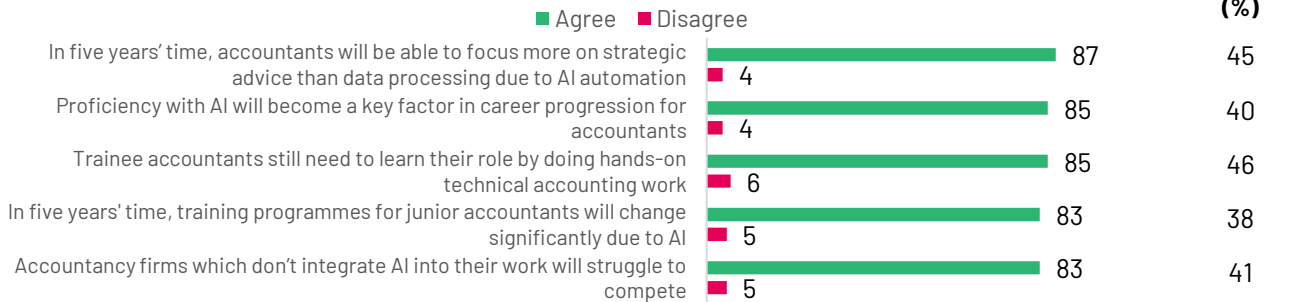 (%)
Agree Disagree
In five years’ time, accountants will be able to focus more on strategic
advice than data processing due to AI automation
87
4
45
Proficiency with AI will become a key factor in career progression for
accountants
85
4
40
Trainee accountants still need to learn their role by doing hands-on
technical accounting work
85
6
46
In five years' time, training programmes for junior accountants will change
significantly due to AI
83
5
38
Accountancy firms which don’t integrate AI into their work will struggle to
compete
83
5
41